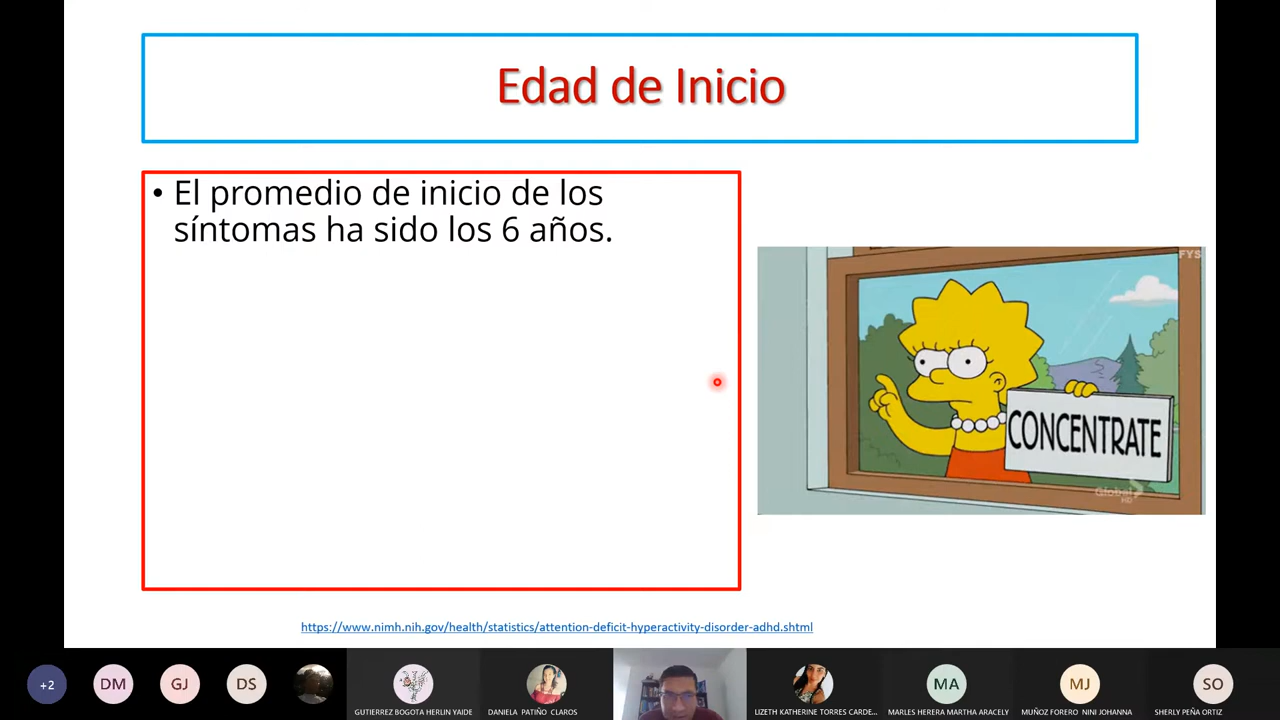 Edad de Inicio
• El promedio de inicio de los
síntomas ha sido los 6 años.
FYS
CONCENTRATE
Global
HD
https://www.nimh.nih.gov/health/statistics/attention-deficit-hyperactivity-disorder-adhd.shtml
+2
DM
GJ
DS
GUTIERREZ BOGOTA HERLIN YAIDE
DANIELA PATIÑO CLAROS
LIZETH KATHERINE TORRES CARDE...
MA
MARLES HERERA MARTHA ARACELY
MJ
MUÑOZ FORERO NINI JOHANNA
SO
SHERLY PEÑA ORTIZ